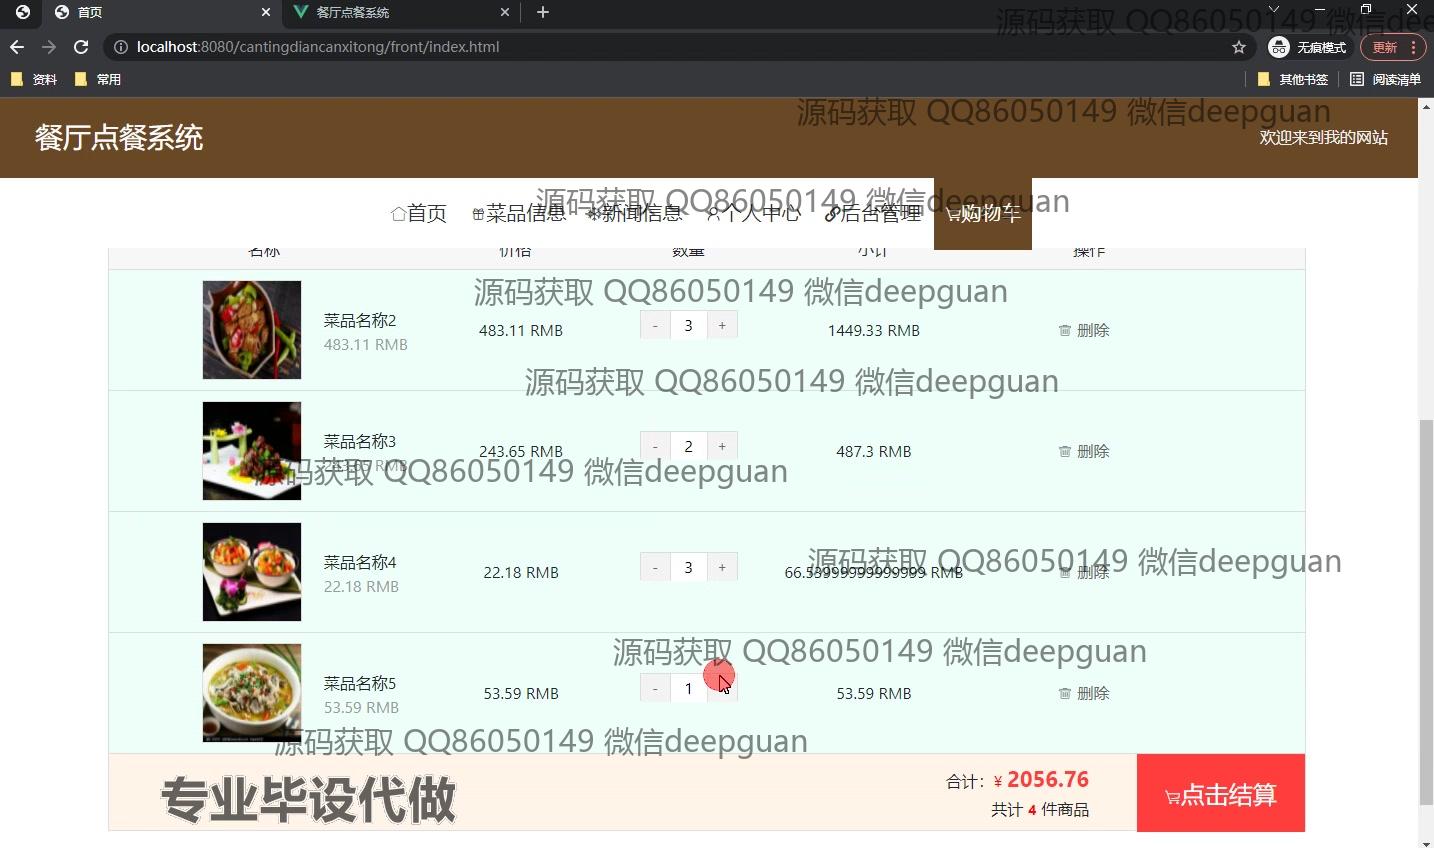 首页
餐厅点餐系统
localhost:8080/cantingdiancanxitong/front/index.html
无痕模式
更新
资料
常用
其他书签
阅读清单
源码获取 QQ86050149 微信dee
源码获取 QQ86050149 微信deepguan
餐厅点餐系统
欢迎来到我的网站
源码获取 QQ86050149 微信deepguan
首页 菜品信息 新闻信息 个人中心 后台管理 购物车
名称 价格 数量 小计 操作
源码获取 QQ86050149 微信deepguan
菜品名称2
483.11 RMB
483.11 RMB
- 3 +
1449.33 RMB
删除
源码获取 QQ86050149 微信deepguan
菜品名称3
243.65 RMB
243.65 RMB
- 2 +
487.3 RMB
删除
源码获取 QQ86050149 微信deepguan
菜品名称4
22.18 RMB
22.18 RMB
- 3 +
66.53999999999999 RMB
删除
源码获取 QQ86050149 微信deepguan
源码获取 QQ86050149 微信deepguan
菜品名称5
53.59 RMB
53.59 RMB
- 1
53.59 RMB
删除
源码获取 QQ86050149 微信deepguan
专业毕设代做
合计：¥ 2056.76
共计 4 件商品
点击结算